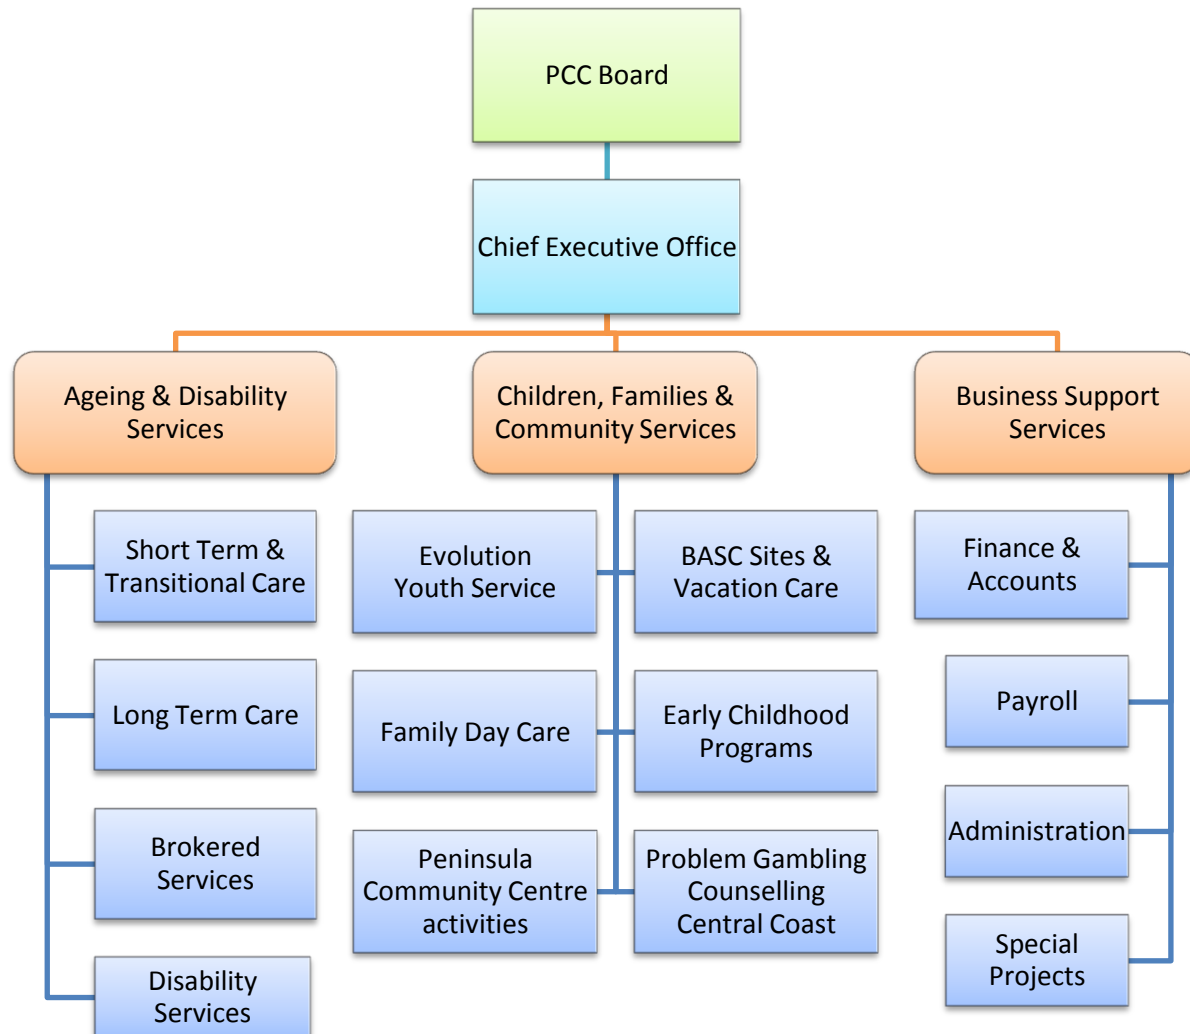 PCC Board
Chief Executive Office
Ageing & Disability
Services
Children, Families &
Community Services
Business Support
Services
Short Term &
Transitional Care
Evolution
Youth Service
BASC Sites &
Vacation Care
Finance &
Accounts
Long Term Care
Family Day Care
Early Childhood
Programs
Payroll
Brokered
Services
Peninsula
Community Centre
activities
Problem Gambling
Counselling
Central Coast
Administration
Disability
Services
Special
Projects